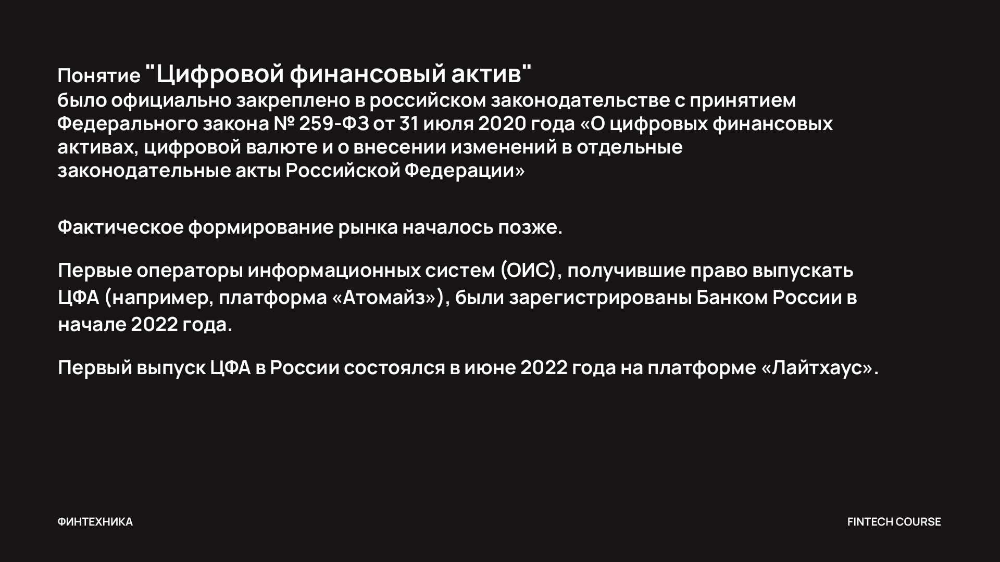 Понятие "Цифровой финансовый актив"
было официально закреплено в российском законодательстве с принятием
Федерального закона № 259-ФЗ от 31 июля 2020 года «О цифровых финансовых
активах, цифровой валюте и о внесении изменений в отдельные
законодательные акты Российской Федерации»
Фактическое формирование рынка началось позже.
Первые операторы информационных систем (ОИС), получившие право выпускать
ЦФА (например, платформа «Атомайз»), были зарегистрированы Банком России в
начале 2022 года.
Первый выпуск ЦФА в России состоялся в июне 2022 года на платформе «Лайтхаус».
ФИНТЕХНИКА
FINTECH COURSE